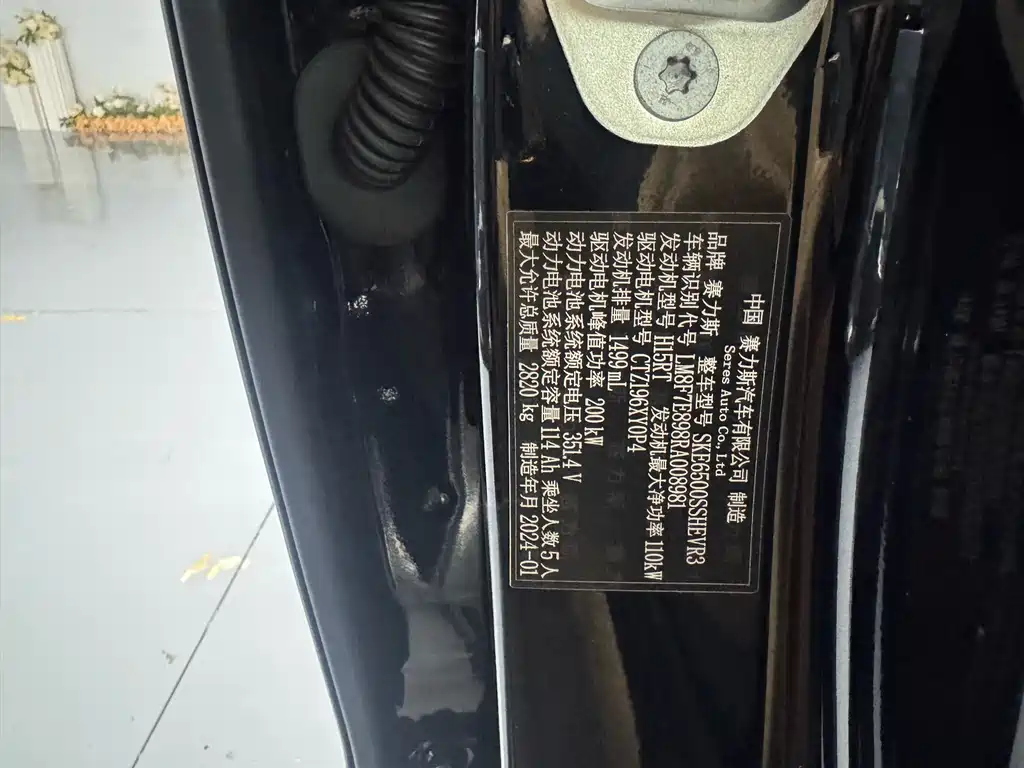 中国 赛力斯汽车有限公司 制造
Seres Auto Co., Ltd
品牌 赛力斯 整车型号 SKE6500SSHEVR3
车辆识别代号 LM8F7E898RA008981
发动机型号 H15RT 发动机最大净功率 110kW
驱动电机型号 CTZ196XY0P4
发动机排量 1499mL
驱动电机峰值功率 200kW
动力电池系统额定电压 351.4V
动力电池系统额定容量 114Ah 乘坐人数 5人
最大允许总质量 2820kg 制造年月 2024-01